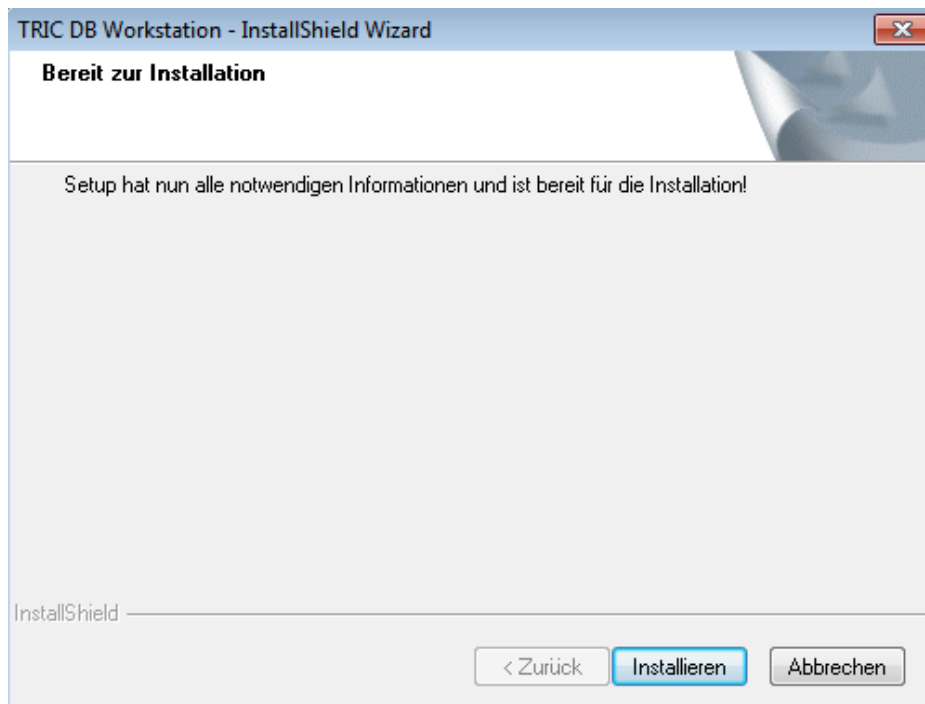 TRIC DB Workstation - InstallShield Wizard
Bereit zur Installation
Setup hat nun alle notwendigen Informationen und ist bereit für die Installation!
InstallShield
< Zurück
Installieren
Abbrechen